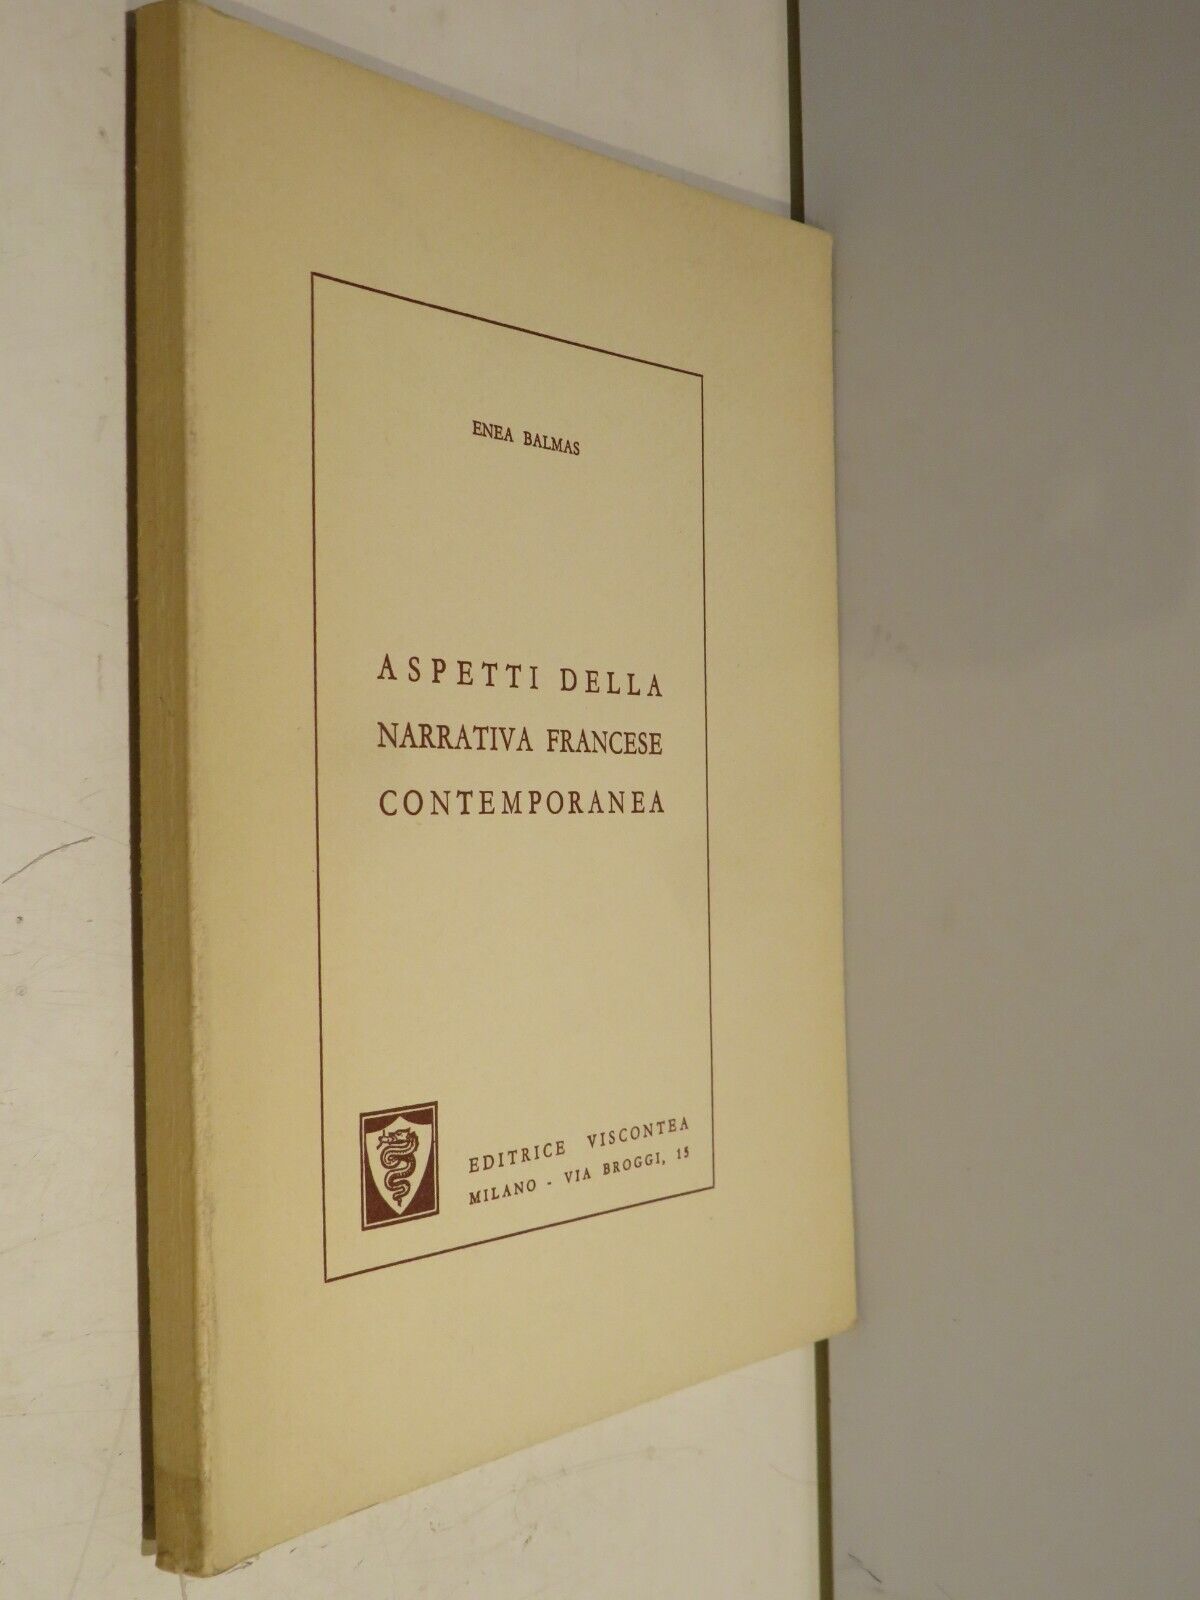 ENEA BALMAS
ASPETTI DELLA
NARRATIVA FRANCESE
CONTEMPORANEA
EDITRICE VISCONTEA
MILANO - VIA BROGGI, 15